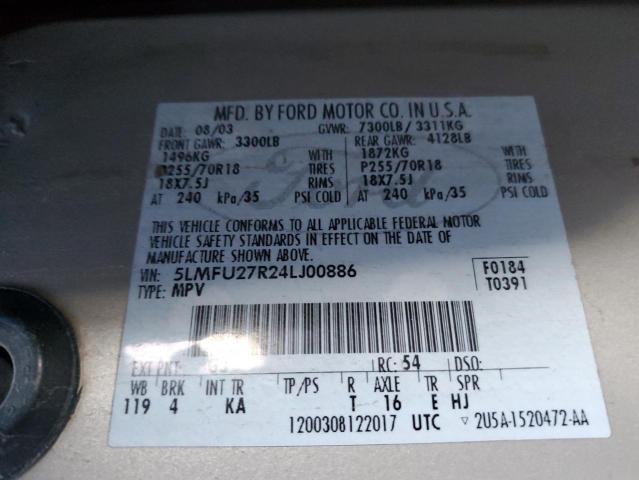 MFD. BY FORD MOTOR CO. IN U.S.A.
DATE: 08/03 GVWR: 7300LB / 3311KG
FRONT GAWR: 3300LB REAR GAWR: 4128LB
1496KG WITH 1872KG WITH
P255/70R18 TIRES P255/70R18 TIRES
18X7.5J RIMS 18X7.5J RIMS
AT 240 kPa/35 PSI COLD AT 240 kPa/35 PSI COLD
THIS VEHICLE CONFORMS TO ALL APPLICABLE FEDERAL MOTOR
VEHICLE SAFETY STANDARDS IN EFFECT ON THE DATE OF
MANUFACTURE SHOWN ABOVE.
VIN: 5LMFU27R24LJ00886 F0184
TYPE: MPV T0391
EXT PNT: RC: 54 DSO:
WB BRK INT TR TP/PS R AXLE TR SPR
119 4 KA T 16 E HJ
1200308122017 UTC ▽ 2U5A-1520472-AA
Ford